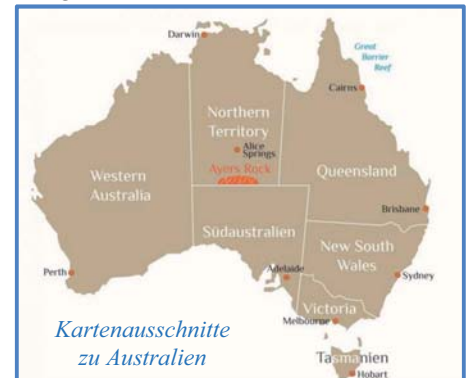 Darwin
Great
Barrier
Reef
Cairns
Northern
Territory
Alice
Springs
Ayers Rock
Western
Australia
Queensland
Brisbane
Südaustralien
New South
Wales
Perth
Adelaide
Sydney
Victoria
Melbourne
Kartenausschnitte
zu Australien
Tasmanien
Hobart